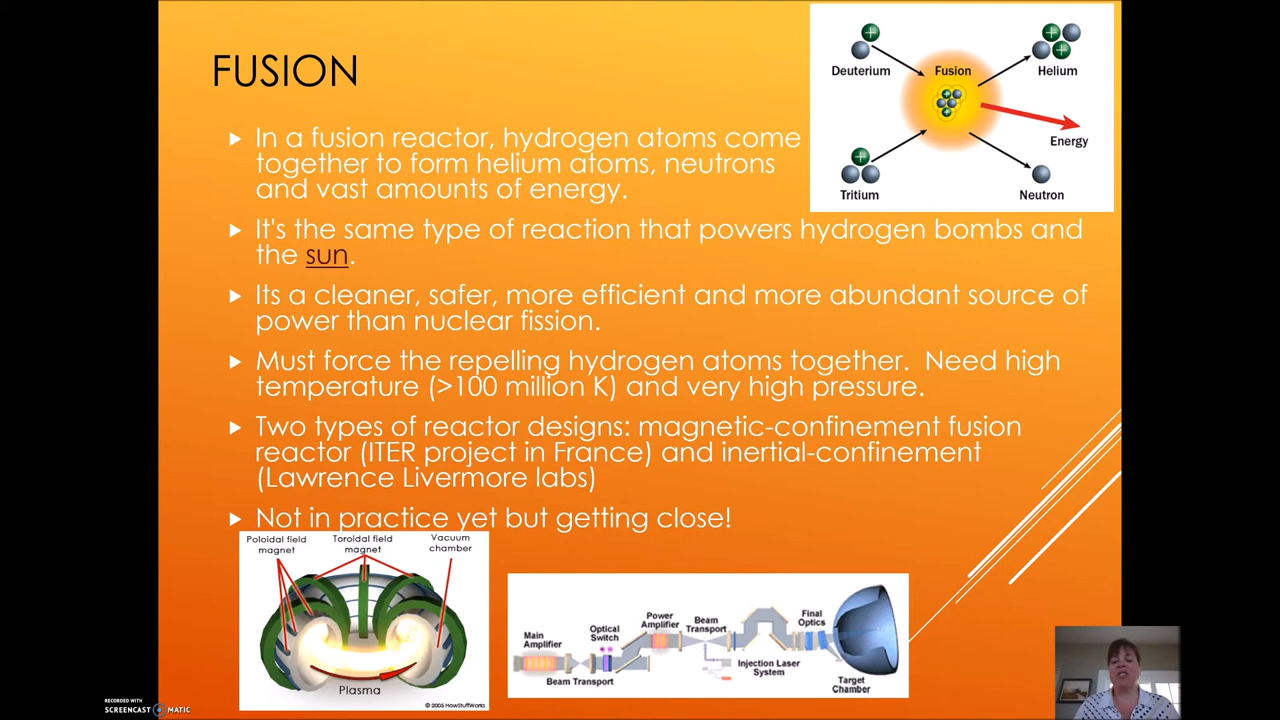 FUSION
In a fusion reactor, hydrogen atoms come
together to form helium atoms, neutrons
and vast amounts of energy.
It's the same type of reaction that powers hydrogen bombs and
the sun.
Its a cleaner, safer, more efficient and more abundant source of
power than nuclear fission.
Must force the repelling hydrogen atoms together. Need high
temperature (>100 million K) and very high pressure.
Two types of reactor designs: magnetic-confinement fusion
reactor (ITER project in France) and inertial-confinement
(Lawrence Livermore labs)
Not in practice yet but getting close!
Deuterium
Fusion
Helium
Energy
Tritium
Neutron
+
+
+
+
+
+
Poloidal field
magnet
Toroidal field
magnet
Vacuum
chamber
Plasma
© 2005 HowStuffWorks
Main
Amplifier
Optical
Switch
Power
Amplifier
Beam
Transport
Final
Optics
Beam Transport
Injection Laser
System
Target
Chamber
RECORDED WITH
SCREENCAST MATIC